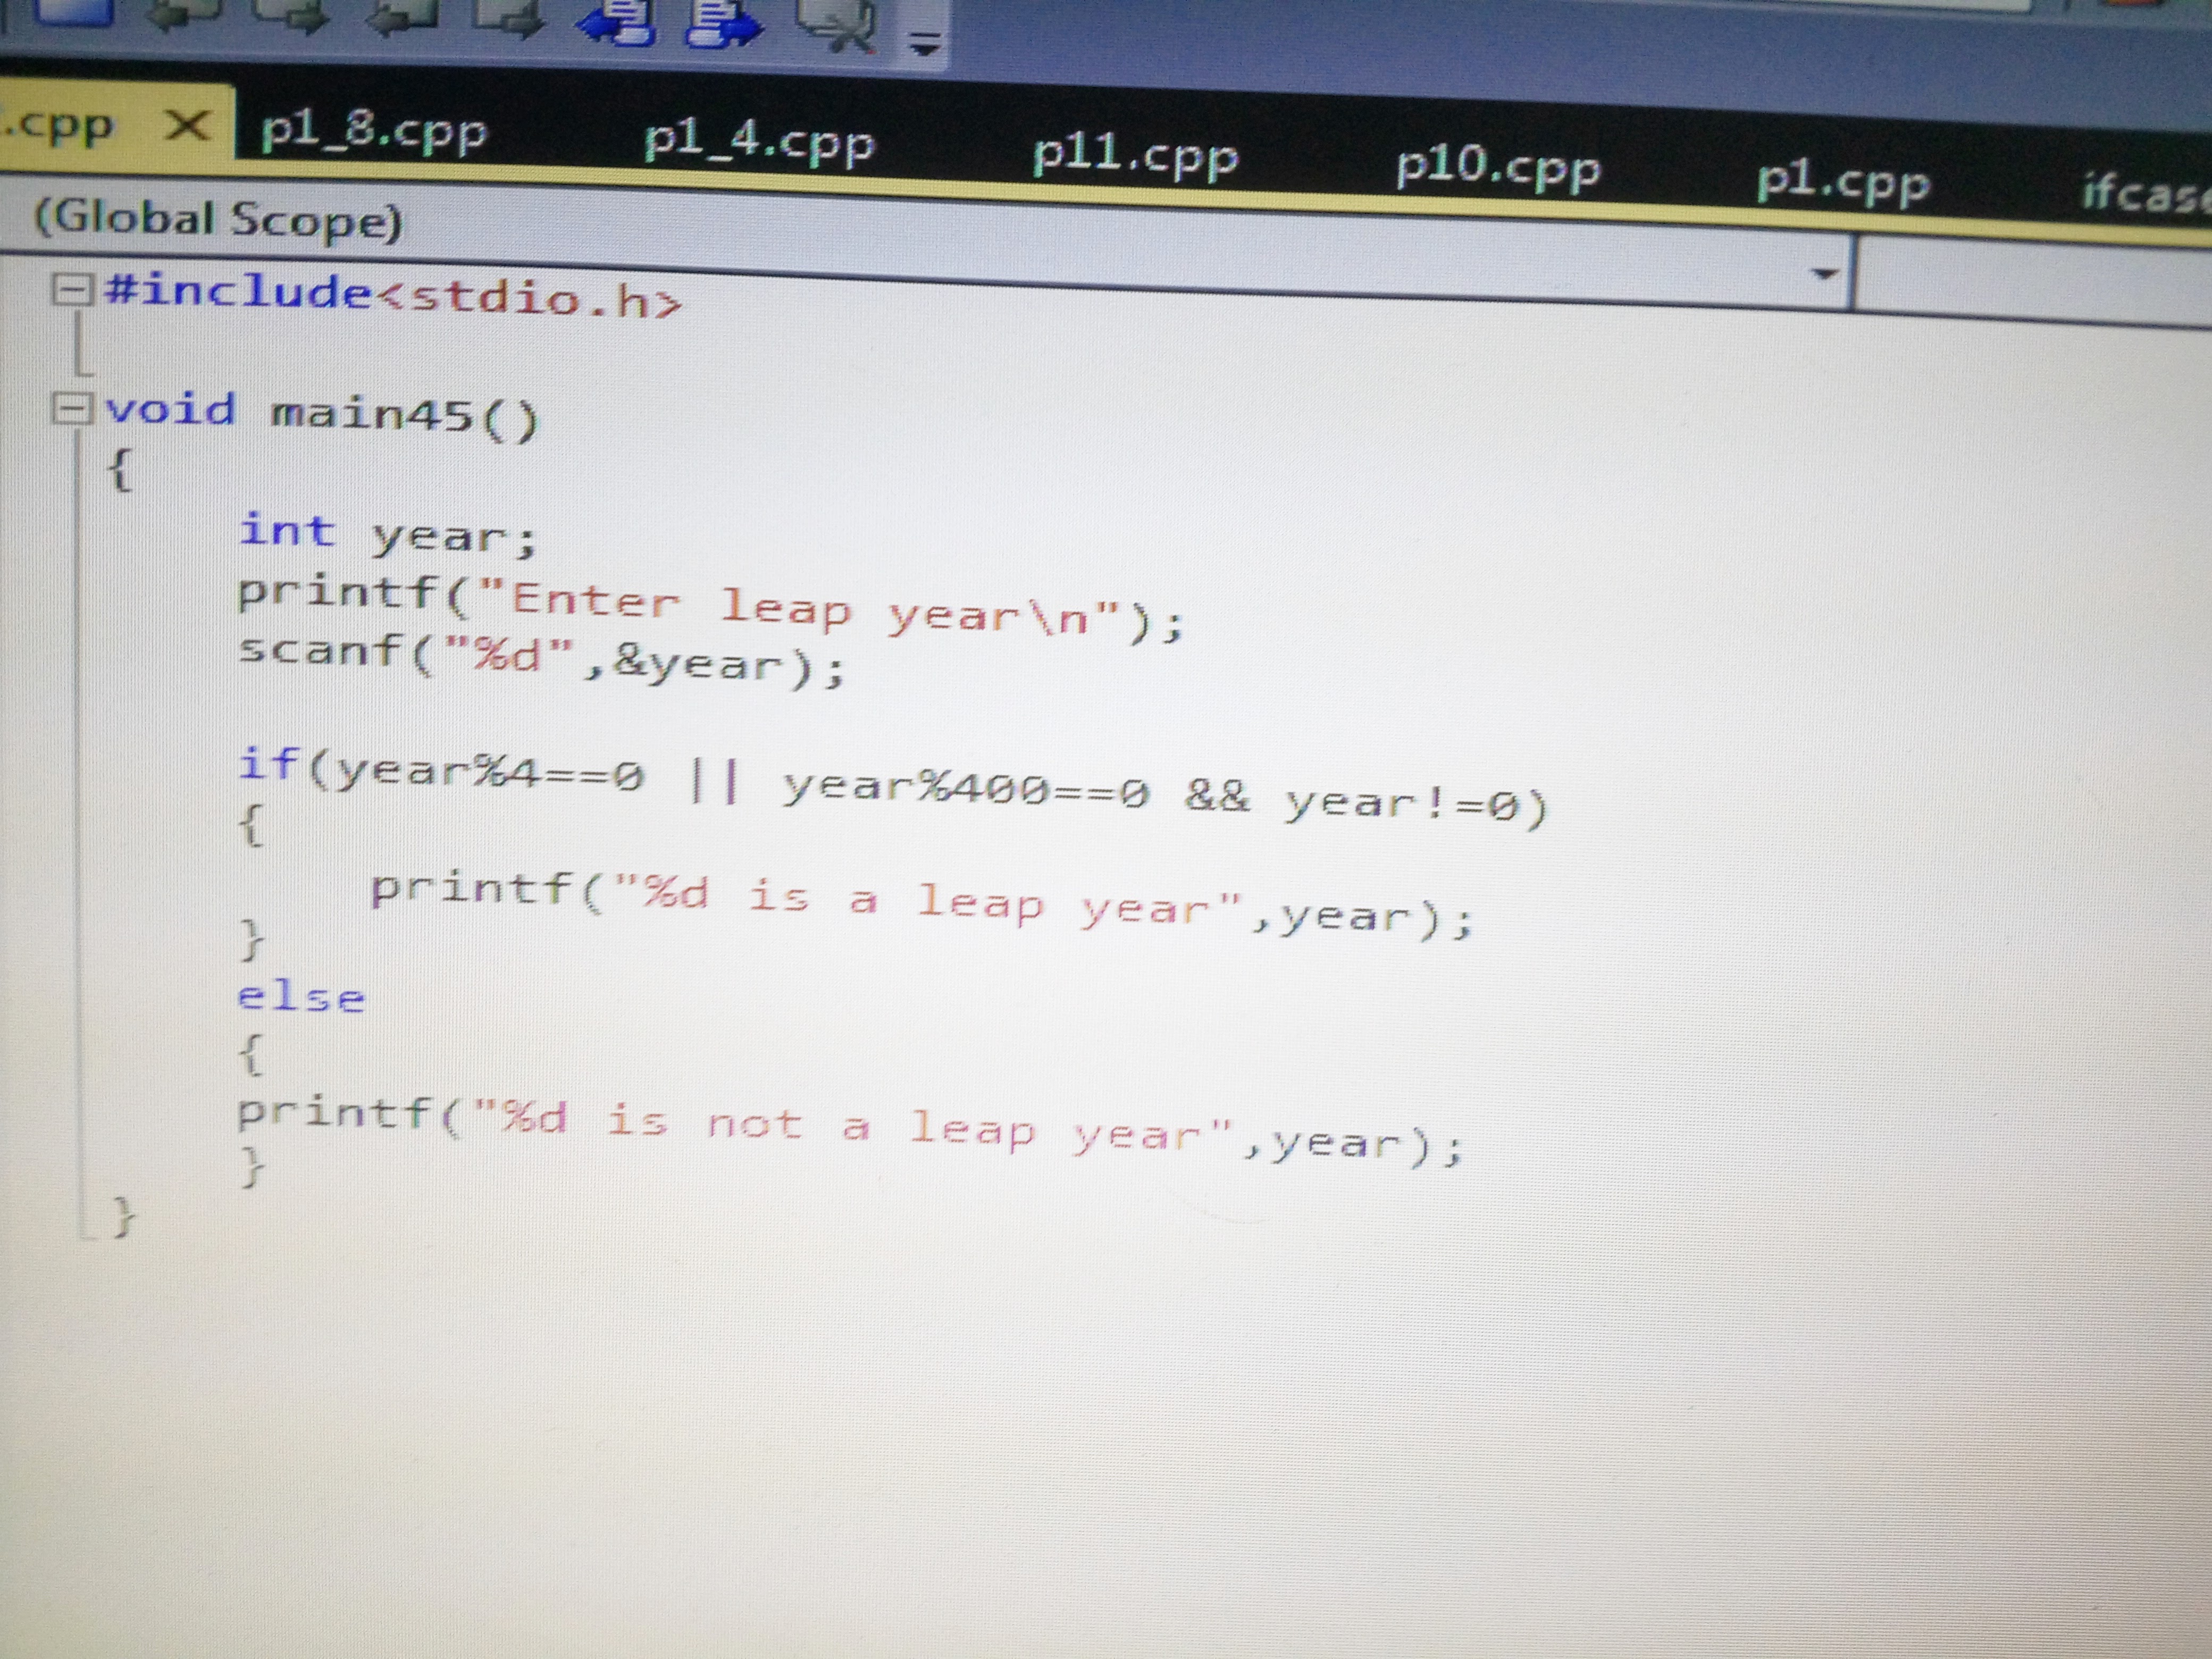 .cpp X p1_8.cpp p1_4.cpp p11.cpp p10.cpp p1.cpp
(Global Scope)
#include<stdio.h>
void main45()
{
int year;
printf("Enter leap year\n");
scanf("%d",&year);
if(year%4==0 || year%400==0 && year!=0)
{
printf("%d is a leap year",year);
}
else
{
printf("%d is not a leap year",year);
}
}